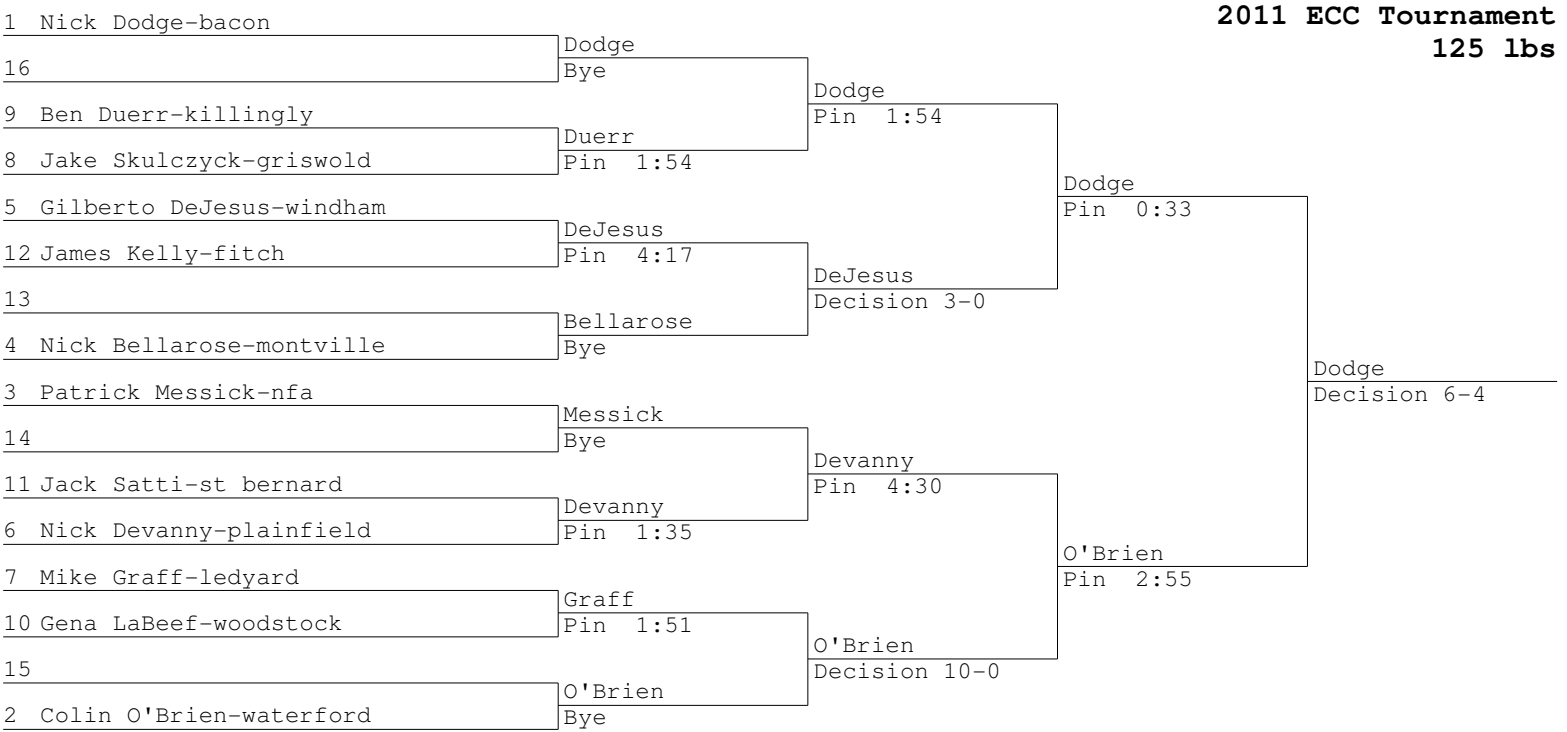 2011 ECC Tournament
125 lbs
1 Nick Dodge-bacon
16
9 Ben Duerr-killingly
8 Jake Skulczyck-griswold
5 Gilberto DeJesus-windham
12 James Kelly-fitch
13
4 Nick Bellarose-montville
3 Patrick Messick-nfa
14
11 Jack Satti-st bernard
6 Nick Devanny-plainfield
7 Mike Graff-ledyard
10 Gena LaBeef-woodstock
15
2 Colin O'Brien-waterford
Dodge
Bye
Duerr
Pin 1:54
DeJesus
Pin 4:17
Bellarose
Bye
Messick
Bye
Devanny
Pin 1:35
Graff
Pin 1:51
O'Brien
Bye
Dodge
Pin 1:54
DeJesus
Decision 3-0
Devanny
Pin 4:30
O'Brien
Decision 10-0
Dodge
Pin 0:33
O'Brien
Pin 2:55
Dodge
Decision 6-4